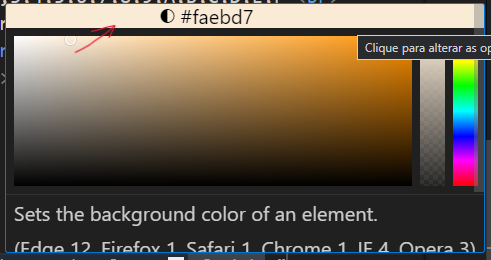 #faebd7
Clique para alterar as op
Sets the background color of an element.
(Edge 12, Firefox 1, Safari 1, Chrome 1, IE 4, Opera 3)